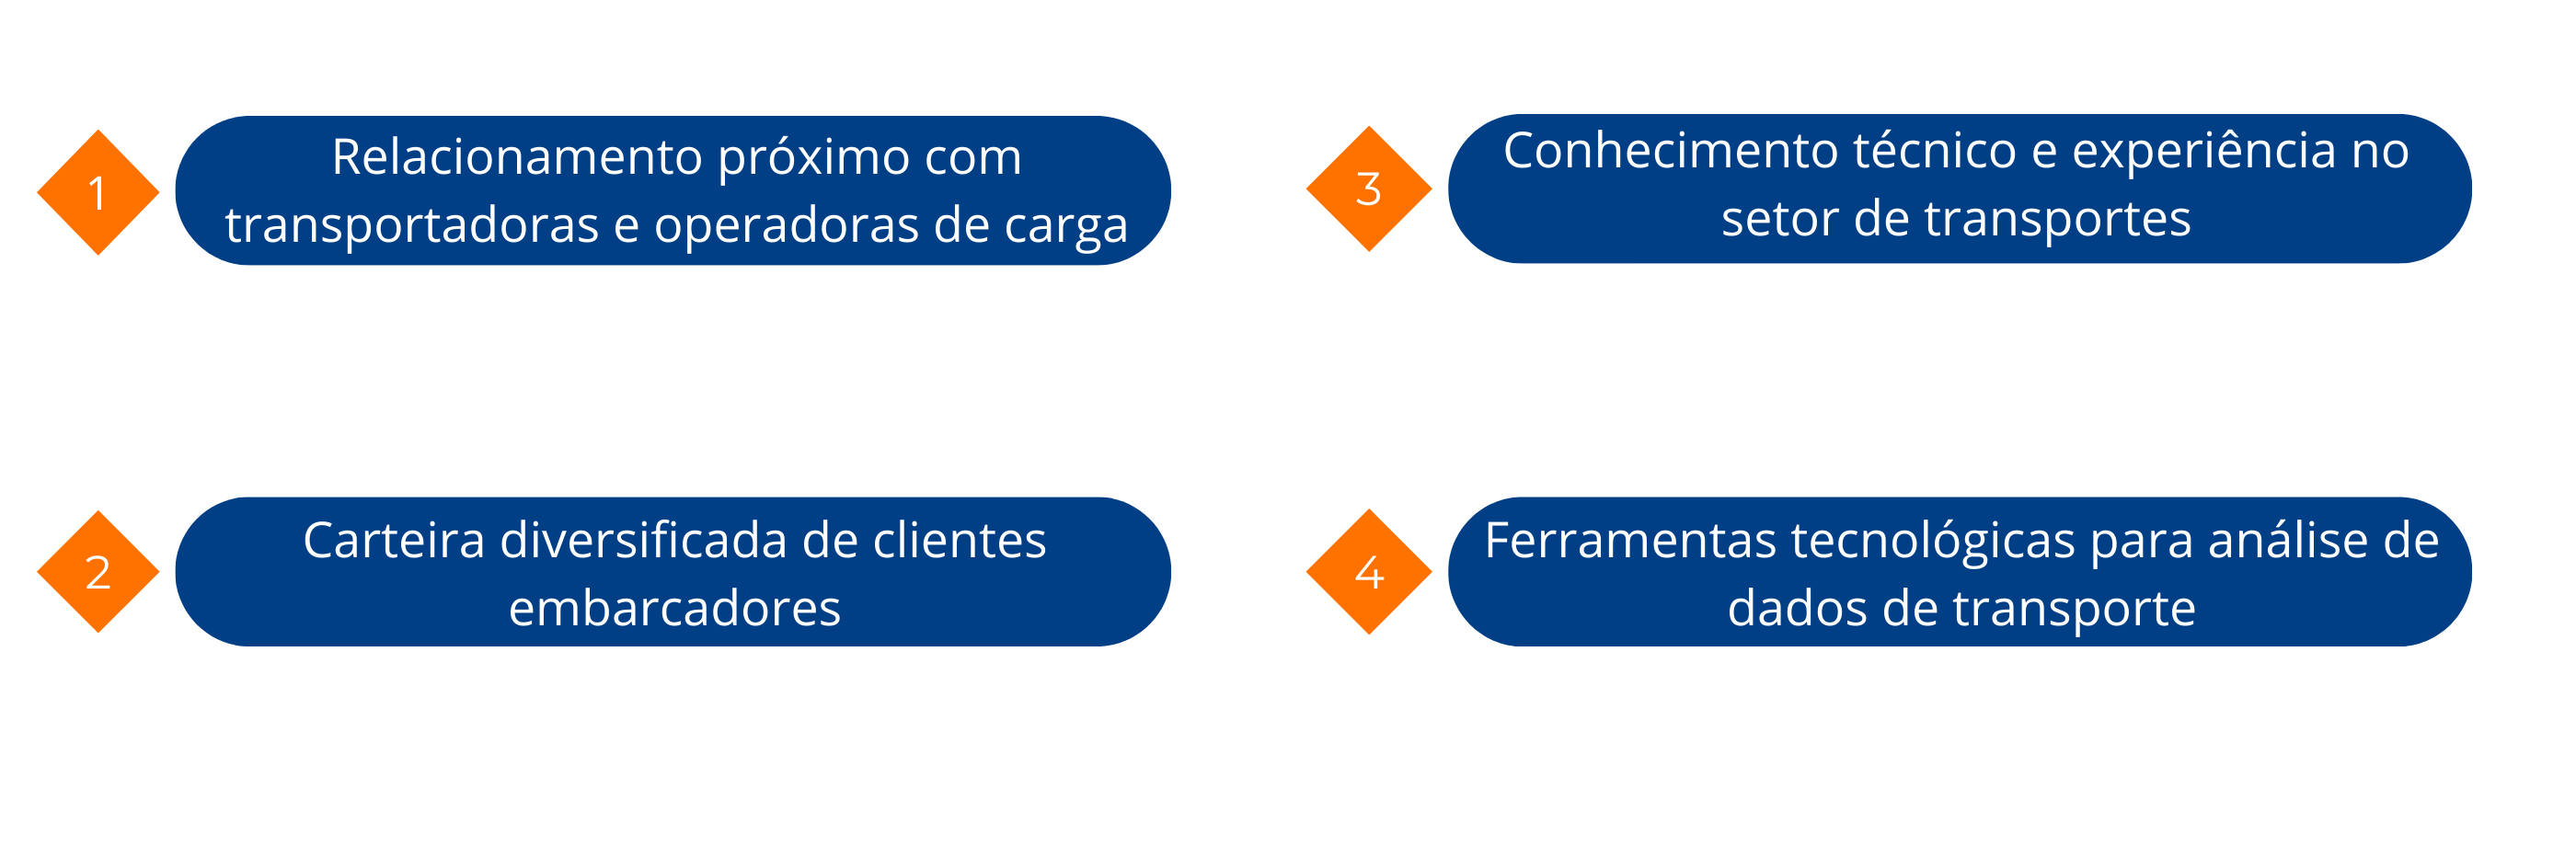 1
Relacionamento próximo com
transportadoras e operadoras de carga
2
Carteira diversificada de clientes
embarcadores
3
Conhecimento técnico e experiência no
setor de transportes
4
Ferramentas tecnológicas para análise de
dados de transporte